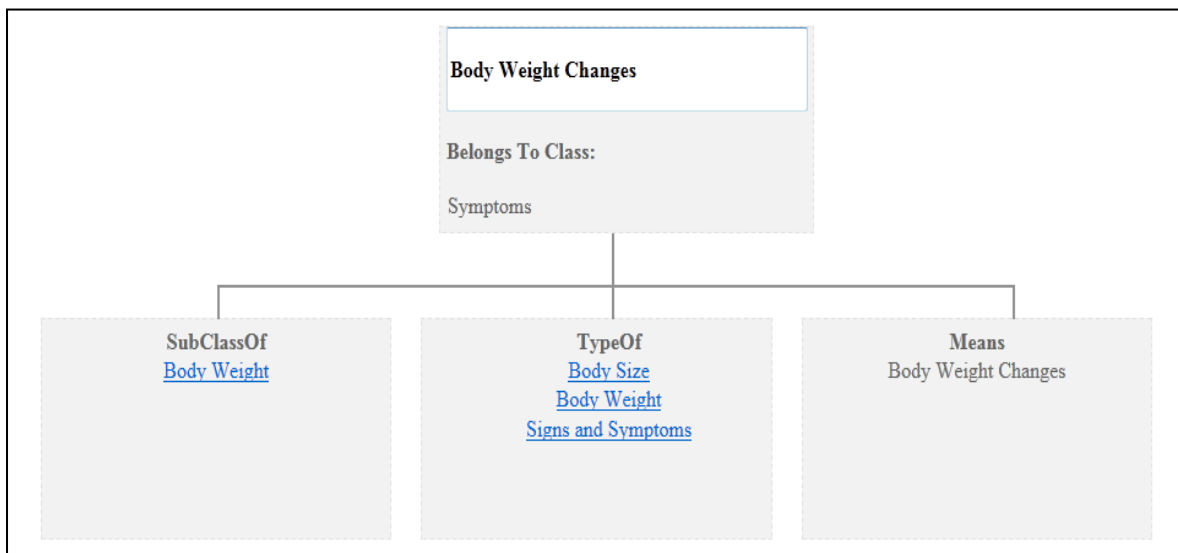 Body Weight Changes
Belongs To Class:
Symptoms
SubClassOf
Body Weight
TypeOf
Body Size
Body Weight
Signs and Symptoms
Means
Body Weight Changes